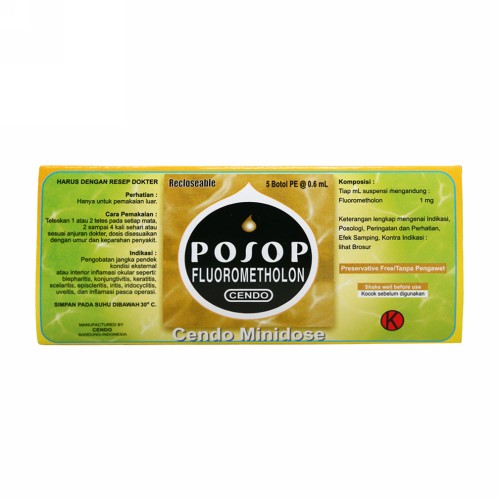 HARUS DENGAN RESEP DOKTER
Perhatian :
Hanya untuk pemakaian luar.
Cara Pemakaian :
Teteskan 1 atau 2 tetes pada setiap mata,
2 sampai 4 kali sehari atau
sesuai anjuran dokter, dosis disesuaikan
dengan umur dan keparahan penyakit.
Indikasi :
Pengobatan jangka pendek
kondisi eksternal
atau interior inflamasi okular seperti:
blepharitis, konjungtivitis, keratitis,
scelaritis, episcleritis, iritis, iridocyclitis,
uveitis, dan inflamasi pasca operasi.
SIMPAN PADA SUHU DIBAWAH 30° C.
MANUFACTURED BY
CENDO
BANDUNG-INDONESIA
Recloseable
5 Botol PE @ 0.6 mL
POSOP
FLUOROMETHOLON
CENDO
Cendo Minidose
Komposisi :
Tiap mL suspensi mengandung :
Fluorometholon 1 mg
Keterangan lengkap mengenai Indikasi,
Posologi, Peringatan dan Perhatian,
Efek Samping, Kontra Indikasi :
lihat Brosur
Preservative Free/Tanpa Pengawet
Shake well before use
Kocok sebelum digunakan
K